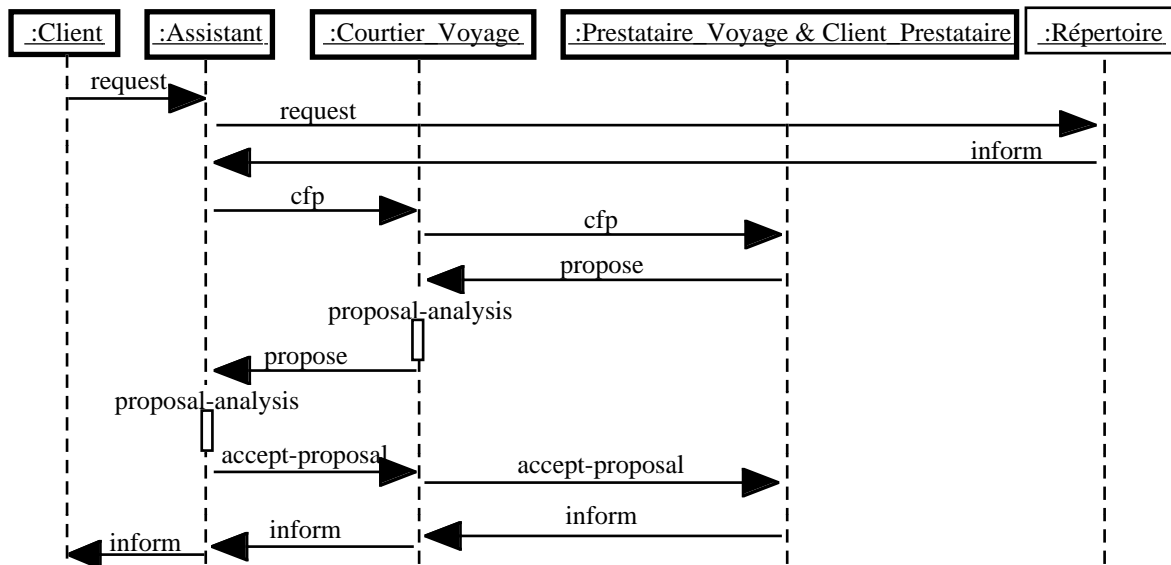 :Client
:Assistant
:Courtier_Voyage
:Prestataire_Voyage & Client_Prestataire
:Répertoire
request
request
inform
cfp
cfp
propose
proposal-analysis
propose
proposal-analysis
accept-proposal
accept-proposal
inform
inform
inform